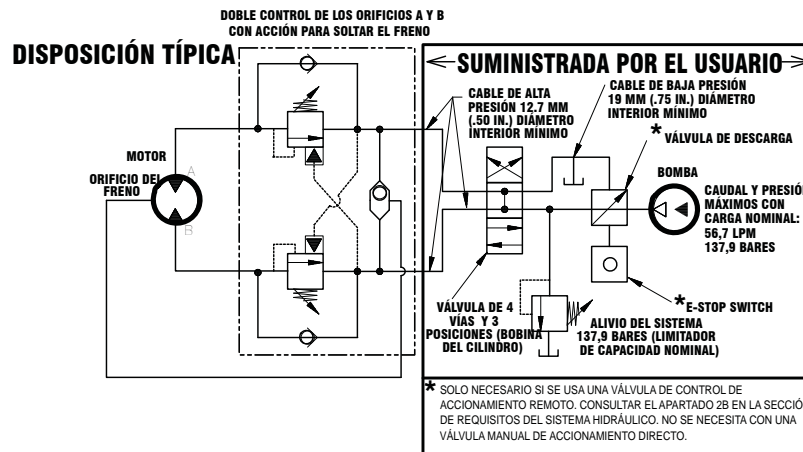 DOBLE CONTROL DE LOS ORIFICIOS A Y B
CON ACCIÓN PARA SOLTAR EL FRENO
DISPOSICIÓN TÍPICA
SUMINISTRADA POR EL USUARIO
CABLE DE ALTA
PRESIÓN 12.7 MM
(.50 IN.) DIÁMETRO
INTERIOR MÍNIMO
CABLE DE BAJA PRESIÓN
19 MM (.75 IN.) DIÁMETRO
INTERIOR MÍNIMO
* VÁLVULA DE DESCARGA
MOTOR
ORIFICIO DEL
FRENO
A
B
BOMBA
CAUDAL Y PRESIÓN
MÁXIMOS CON
CARGA NOMINAL:
56,7 LPM
137,9 BARES
VÁLVULA DE 4
VÍAS Y 3
POSICIONES (BOBINA
DEL CILINDRO)
*E-STOP SWITCH
ALIVIO DEL SISTEMA
137,9 BARES (LIMITADOR
DE CAPACIDAD NOMINAL)
* SOLO NECESARIO SI SE USA UNA VÁLVULA DE CONTROL DE
ACCIONAMIENTO REMOTO. CONSULTAR EL APARTADO 2B EN LA SECCIÓN
DE REQUISITOS DEL SISTEMA HIDRÁULICO. NO SE NECESITA CON UNA
VÁLVULA MANUAL DE ACCIONAMIENTO DIRECTO.